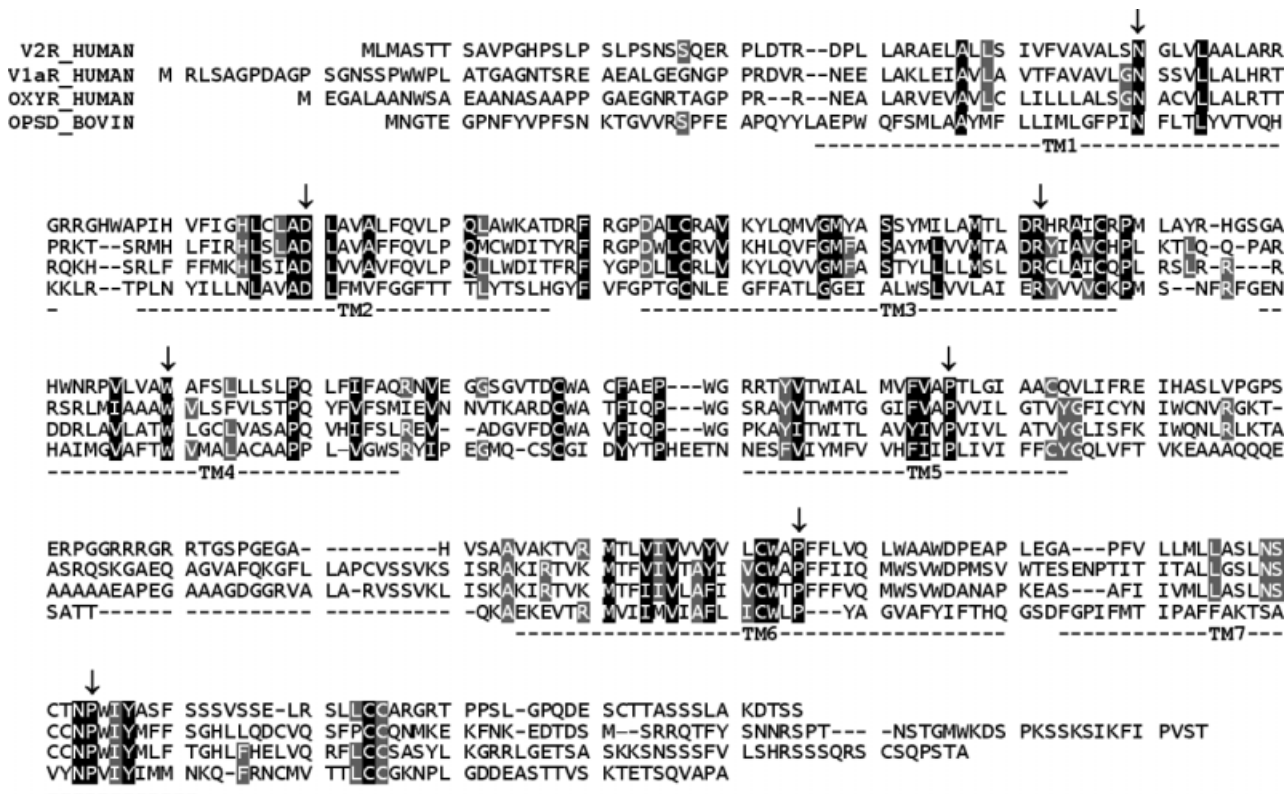 ↓
V2R_HUMAN MLMASTT SAVPGHPSLP SLPSNSSQER PLDTR--DPL LARAELALLS IVFVAVALSN GLVLAALARR
V1aR_HUMAN M RLSAGPDAGP SGNSSPWWPL ATGAGNTSRE AEALGEGNGP PRDVR--NEE LAKLEIAVLA VTFAVAVLGN SSVLLALHRT
OXYR_HUMAN M EGALAANWSA EAANASAAPP GAEGNRTAGP PR--R--NEA LARVEVAVLC LILLLALSGN ACVLLALRTT
OPSD_BOVIN MNGTEG PNFYVPFSN KTGVVRSPFE APQYYLAEPW QFSMLAAYMF LLIMLGFPIN FLTLYVTVQH
------------------------TM1-----------------
↓ ↓
GRRGHWAPIH VFIGHLCLAD LAVALFQVLP QLAWKATDRF RGPDALCRAV KYLQMVGMYA SSYMILAMTL DRHRAICRPM LAYR-HGSGA
PRKT--SRMH LFIRHLSLAD LAVAFFQVLP QMCWDITYRF RGPDWLCRVV KHLQVFGMFA SAYMLVVMTA DRYIAVCHPL KTLQ-Q-PAR
RQKH--SRLF FFMKHLSIAD LVVAVFQVLP QLLWDITFRF YGPDLLCRLV KYLQVVGMFA STYLLLLMSL DRCLAICQPL RSLR-R---R
KKLR--TPLN YILLNLAVAD LFMVFGGFTT TLYTSLHGYF VFGPTGCNLE GFFATLGGEI ALWSLVVLAI ERYVVVCKPM S--NFRFGEN
- ---------------------TM2------------------ -------------------------TM3-------------------- --
↓ ↓
HWNRPVLVAW AFSLLLSLPQ LFIFAQRNVE GGSGVTDCWA CFAEP---WG RRTYVTWIAL MVFVAPTLGI AACQVLIFRE IHASLVPGPS
RSRLMIAAAW VLSFVLSTPQ YFVFSMIEVN NVTKARDCWA TFIQP---WG SRAYVTWMTG GIFVAPVVIL GTVYGFICYN IWCNVRGKT-
DDRLAVLATW LGCLVASAPQ VHIFSLREV- ADGVFDCWA VFIQP---WG PKAYITWITL AVYIVPVIVL ATVYGLISFK IWQNLRLKTA
HAIMGVAFTW VMALACAAPP L-VGWSRYIP EGMQ-CSCGI DYYTPHEETN NESFVIYMFV VHFIIPLIVI FFCYGQLVFT VKEAAAQQQE
----------------TM4----------------- -----------------TM5---------------
↓
ERPGGRRRGR RTGSPGEGA- ----------H VSAAVAKTVR MTLVIVVVYV LCWAPFFLVQ LWAAWDPEAP LEGA---PFV LLMLLASLNS
ASRQSKGAEQ AGVAFQKGFL LAPCVSSVKS ISRAKIRTVK MTFVIVTAYI VCWAPFFIIQ MWSVWDPMSV WTESENPTIT ITALLGSLNS
AAAAAEAPEG AAAGDGGRVA LA-RVSSVKL ISKAKIRTVK MTFIIVLAFI VCWTPFFFVQ MWSVWDANAP KEAS---AFI IVMLLASLNS
SATT------ ---------- ---------- --QKAEKEVTR MVIIMVIAFL ICWLP---YA GVAFYIFTHQ GSDFGPIFMT IPAFFAKTSA
------------------------TM6------------------------ ----------------TM7----
↓
CTNPWIYASF SSSVSSE-LR SLLCCARGRT PPSL-GPQDE SCTTASSSLA KDTSS
CCNPWIYMFF SGHLLQDCVQ SFPCCQNMKE KFNK-EDTDS M--SRRQTFY SNNRSPT--- -NSTGMWKDS PKSSKSIKFI PVST
CCNPWIYMLF TGHLFHELVQ RFLCCSASYL KGRRLGETSA SKKSNSSSFV LSHRSSSQRS CSQPSTA
VYNPVIYIMM NKQ-FRNCMV TTLCCGKNPL GDDEASTTVS KTETSQVAPA